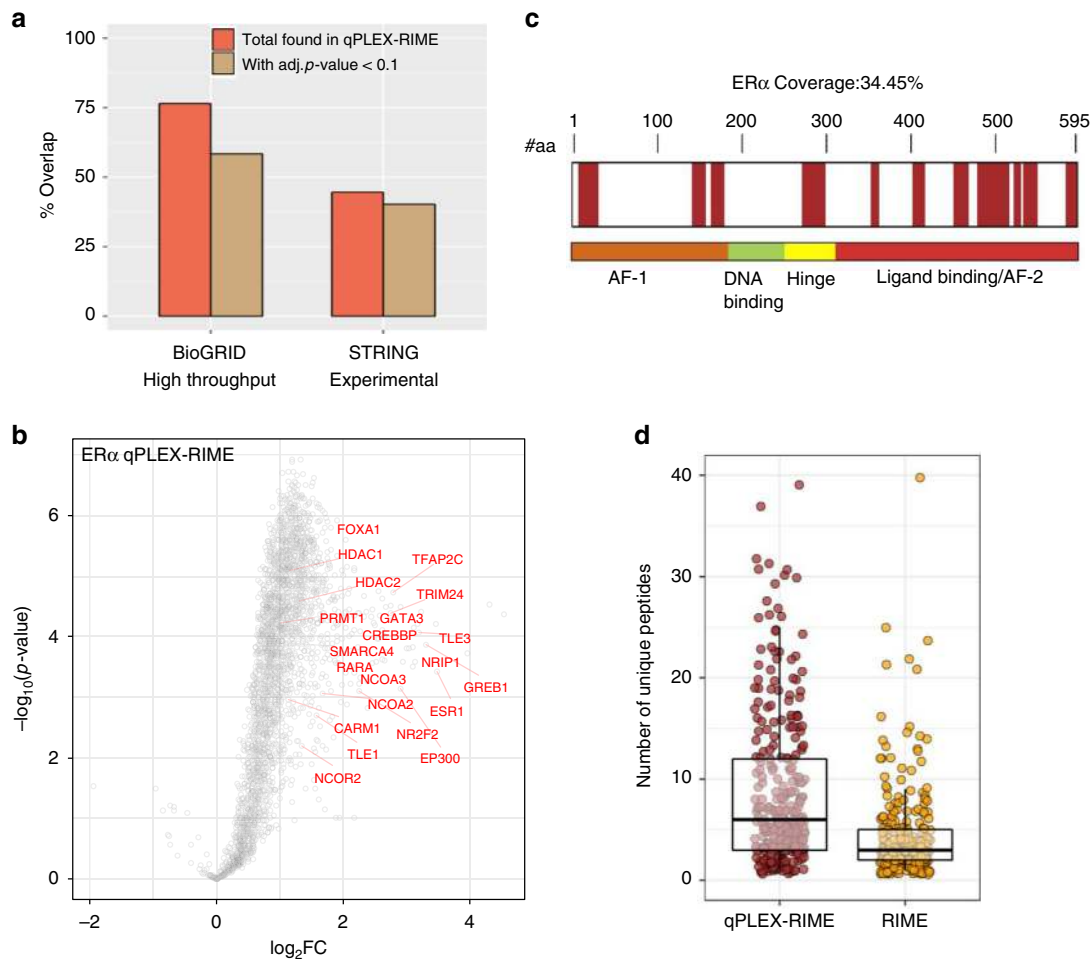 a
100
75
50
25
0
% Overlap
Total found in qPLEX-RIME
With adj.p-value < 0.1
BioGRID
High throughput
STRING
Experimental
c
ERα Coverage:34.45%
#aa
1 100 200 300 500 595
AF-1
DNA
binding
Hinge
Ligand binding/AF-2
b
ERα qPLEX-RIME
6
4
2
0
–log10(p-value)
FOXA1
HDAC1
TFAP2C
HDAC2
TRIM24
PRMT1
GATA3
CREBBP
TLE3
SMARCA4
NRIP1
RARA
NCOA3
GREB1
NCOA2
ESR1
CARM1
NR2F2
TLE1
EP300
NCOR2
–2 0 2 4
log2FC
d
40
30
20
10
0
Number of unique peptides
qPLEX-RIME
RIME